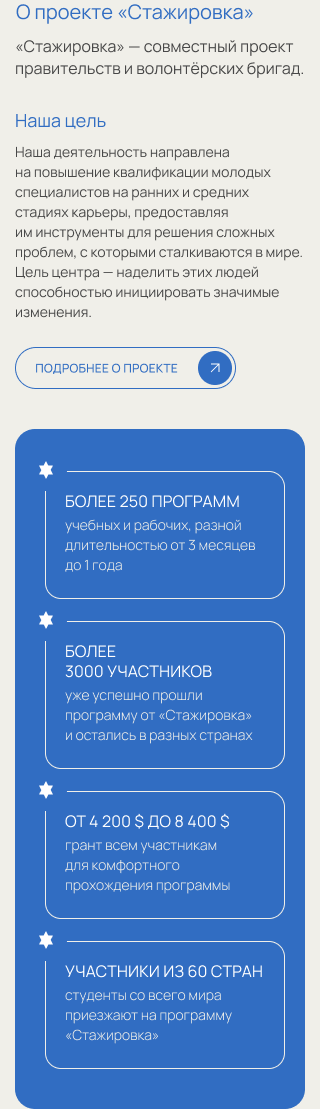 О проекте «Стажировка»
«Стажировка» — совместный проект
правительств и волонтёрских бригад.
Наша цель
Наша деятельность направлена
на повышение квалификации молодых
специалистов на ранних и средних
стадиях карьеры, предоставляя
им инструменты для решения сложных
проблем, с которыми сталкиваются в мире.
Цель центра — наделить этих людей
способностью инициировать значимые
изменения.
ПОДРОБНЕЕ О ПРОЕКТЕ
БОЛЕЕ 250 ПРОГРАММ
учебных и рабочих, разной
длительностью от 3 месяцев
до 1 года
БОЛЕЕ
3000 УЧАСТНИКОВ
уже успешно прошли
программу от «Стажировка»
и остались в разных странах
ОТ 4 200 $ ДО 8 400 $
грант всем участникам
для комфортного
прохождения программы
УЧАСТНИКИ ИЗ 60 СТРАН
студенты со всего мира
приезжают на программу
«Стажировка»